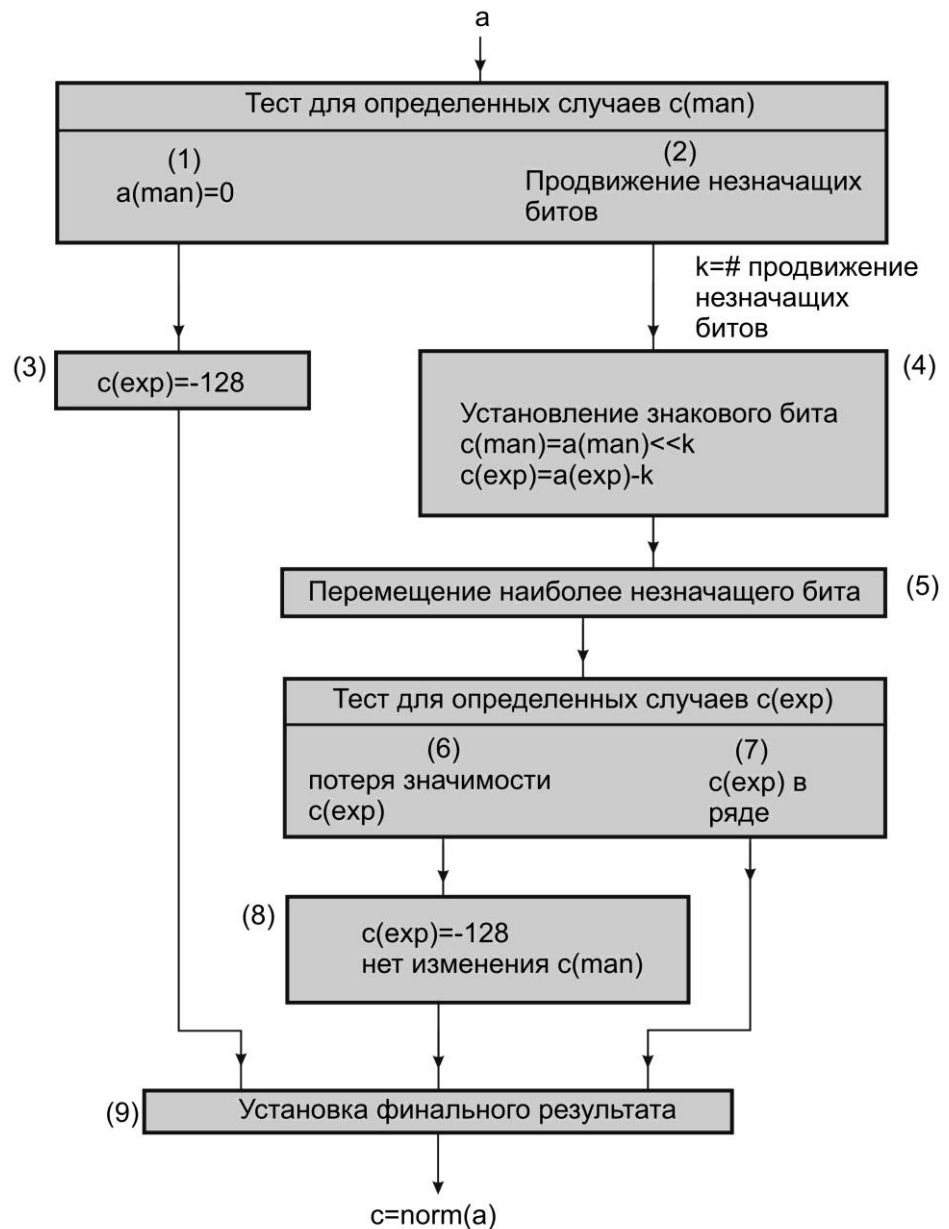 a
Тест для определенных случаев c(man)
(1)
a(man)=0
(2)
Продвижение незначащих
битов
k=# продвижение
незначащих
битов
(3)
c(exp)=-128
(4)
Установление знакового бита
c(man)=a(man)<<k
c(exp)=a(exp)-k
Перемещение наиболее незначащего бита
(5)
Тест для определенных случаев c(exp)
(6)
потеря значимости
c(exp)
(7)
c(exp) в
ряде
(8)
c(exp)=-128
нет изменения c(man)
(9)
Установка финального результата
c=norm(a)